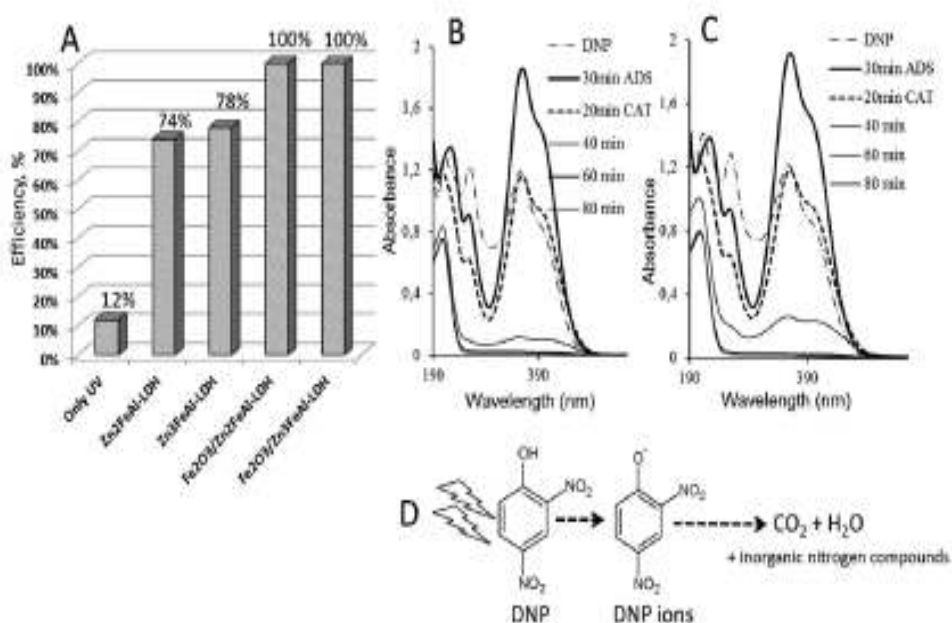 A
Efficiency, %
100%
90%
80%
70%
60%
50%
40%
30%
20%
10%
0%
12%
74%
78%
100%
100%
Only UV
Zn2FeAl-LDH
Zn3FeAl-LDH
Fe2O3/Zn2FeAl-LDH
Fe2O3/Zn3FeAl-LDH
B
Absorbance
2
1,6
1,2
0,8
0,4
0
190
390
Wavelength (nm)
DNP
30min ADS
20min CAT
40 min
60 min
80 min
C
Absorbance
2
1,6
1,2
0,8
0,4
0
190
390
Wavelength (nm)
DNP
30min ADS
20min CAT
40 min
60 min
80 min
D
OH
NO2
NO2
DNP
O-
NO2
NO2
DNP ions
CO2 + H2O
+ inorganic nitrogen compounds